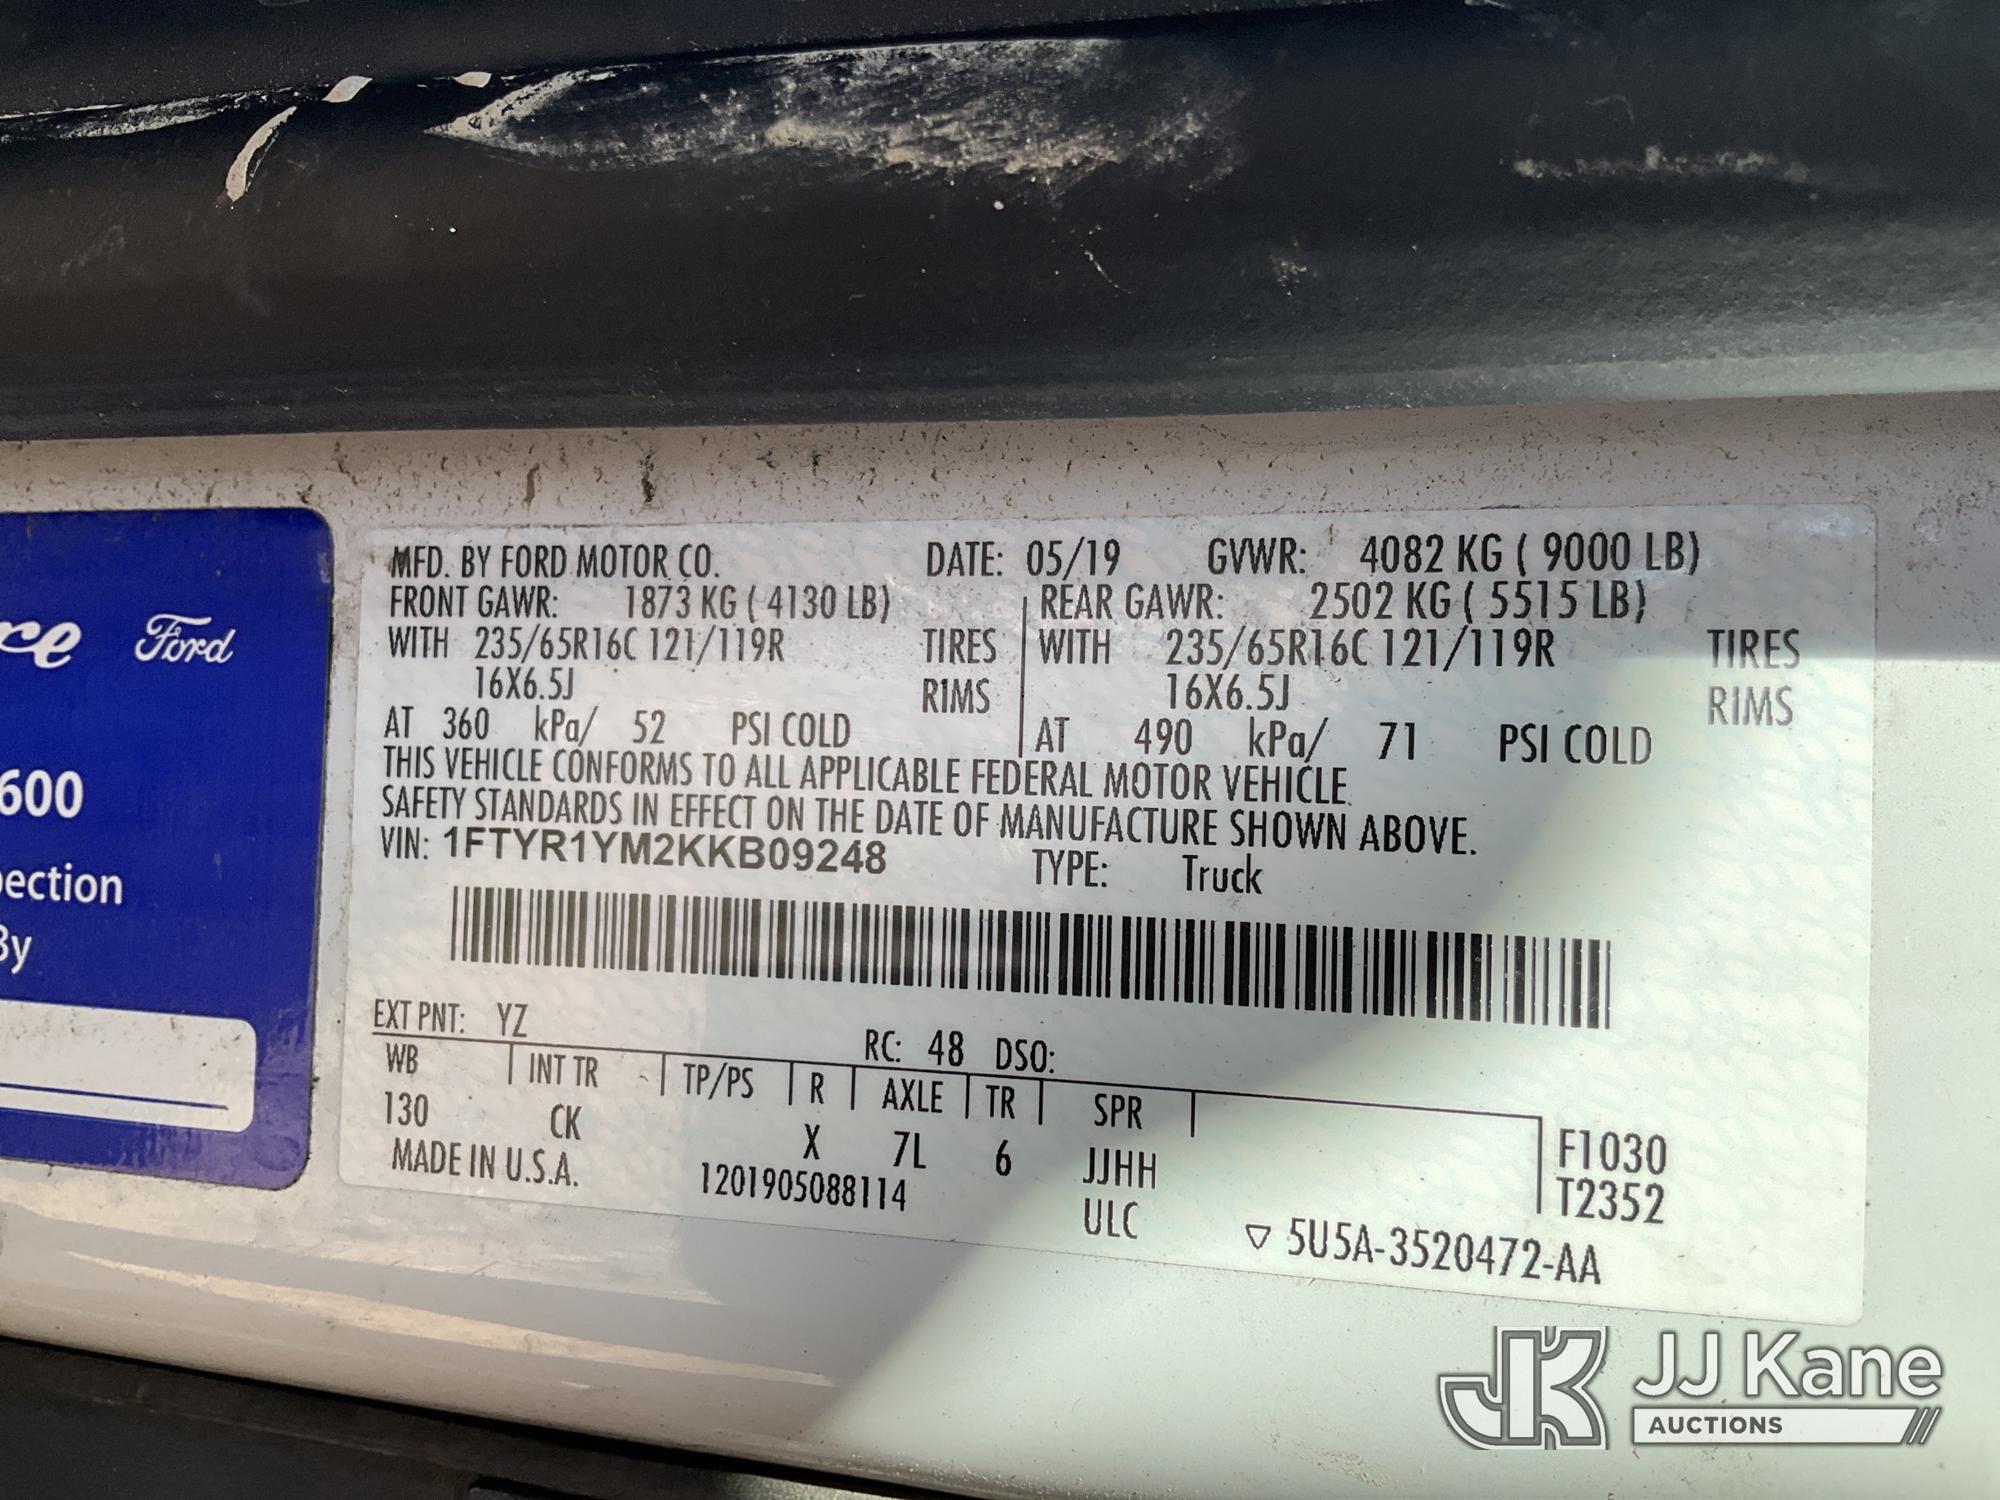 MFD. BY FORD MOTOR CO. DATE: 05/19 GVWR: 4082 KG ( 9000 LB)
FRONT GAWR: 1873 KG ( 4130 LB) REAR GAWR: 2502 KG ( 5515 LB)
WITH 235/65R16C 121/119R TIRES WITH 235/65R16C 121/119R TIRES
16X6.5J RIMS 16X6.5J RIMS
AT 360 kPa/ 52 PSI COLD AT 490 kPa/ 71 PSI COLD
THIS VEHICLE CONFORMS TO ALL APPLICABLE FEDERAL MOTOR VEHICLE
SAFETY STANDARDS IN EFFECT ON THE DATE OF MANUFACTURE SHOWN ABOVE.
VIN: 1FTYR1YM2KKB09248 TYPE: Truck
EXT PNT: YZ RC: 48 DSO:
WB INT TR TP/PS R AXLE TR SPR
130 CK X 7L 6 JJHH F1030
MADE IN U.S.A. 1201905088114 ULC T2352
5U5A-3520472-AA
Ford
600
By
JJ Kane
AUCTIONS